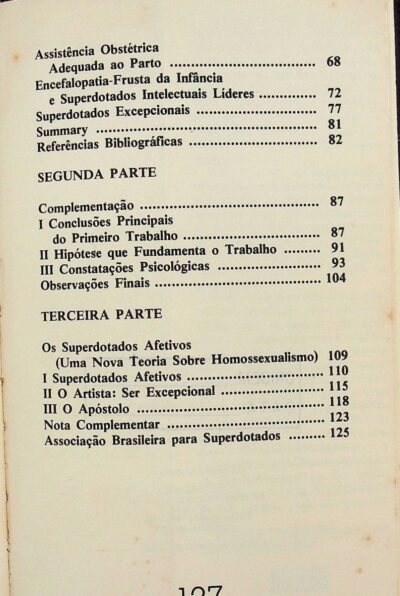 Assistência Obstétrica
Adequada ao Parto ........................................ 68
Encefalopatia-Frusta da Infância
e Superdotados Intelectuais Líderes ............... 72
Superdotados Excepcionais ............................. 77
Summary ........................................................ 81
Referências Bibliográficas ............................... 82
SEGUNDA PARTE
Complementação ............................................. 87
I Conclusões Principais
do Primeiro Trabalho .................................... 87
II Hipótese que Fundamenta o Trabalho .......... 91
III Constatações Psicológicas .......................... 93
Observações Finais ......................................... 104
TERCEIRA PARTE
Os Superdotados Afetivos
(Uma Nova Teoria Sobre Homossexualismo) 109
I Superdotados Afetivos ................................. 110
II O Artista: Ser Excepcional ......................... 115
III O Apóstolo ................................................ 118
Nota Complementar ........................................ 123
Associação Brasileira para Superdotados ......... 125